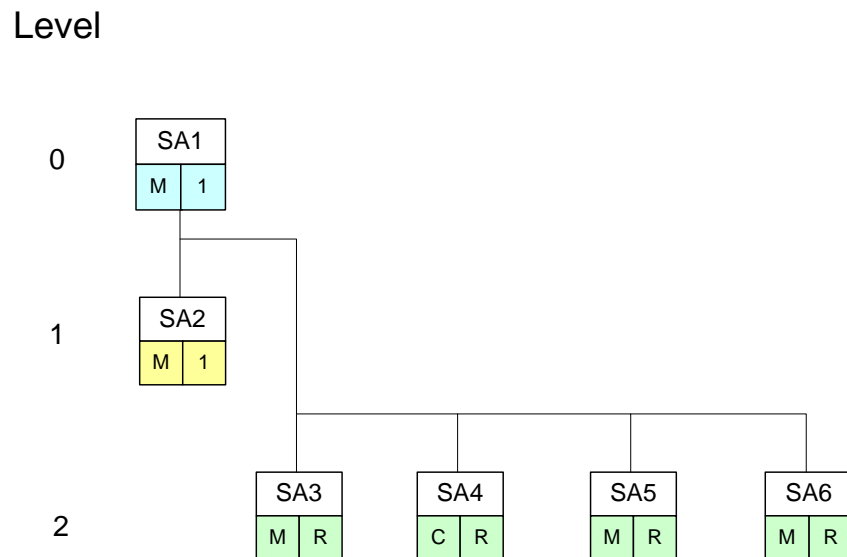 Level
0
SA1
M 1
1
SA2
M 1
2
SA3 SA4 SA5 SA6
M R C R M R M R